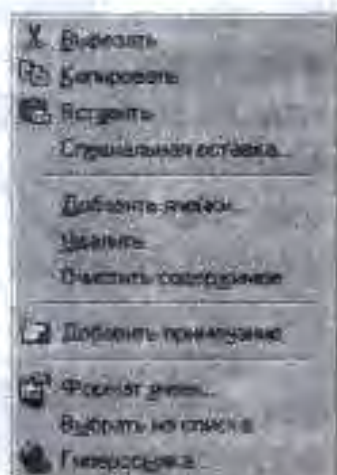 Вырезать
Копировать
Вставить
Специальная вставка...
Добавить ячейки...
Удалить...
Очистить содержимое
Добавить примечание
Формат ячеек...
Выбрать из списка...
Гиперссылка...